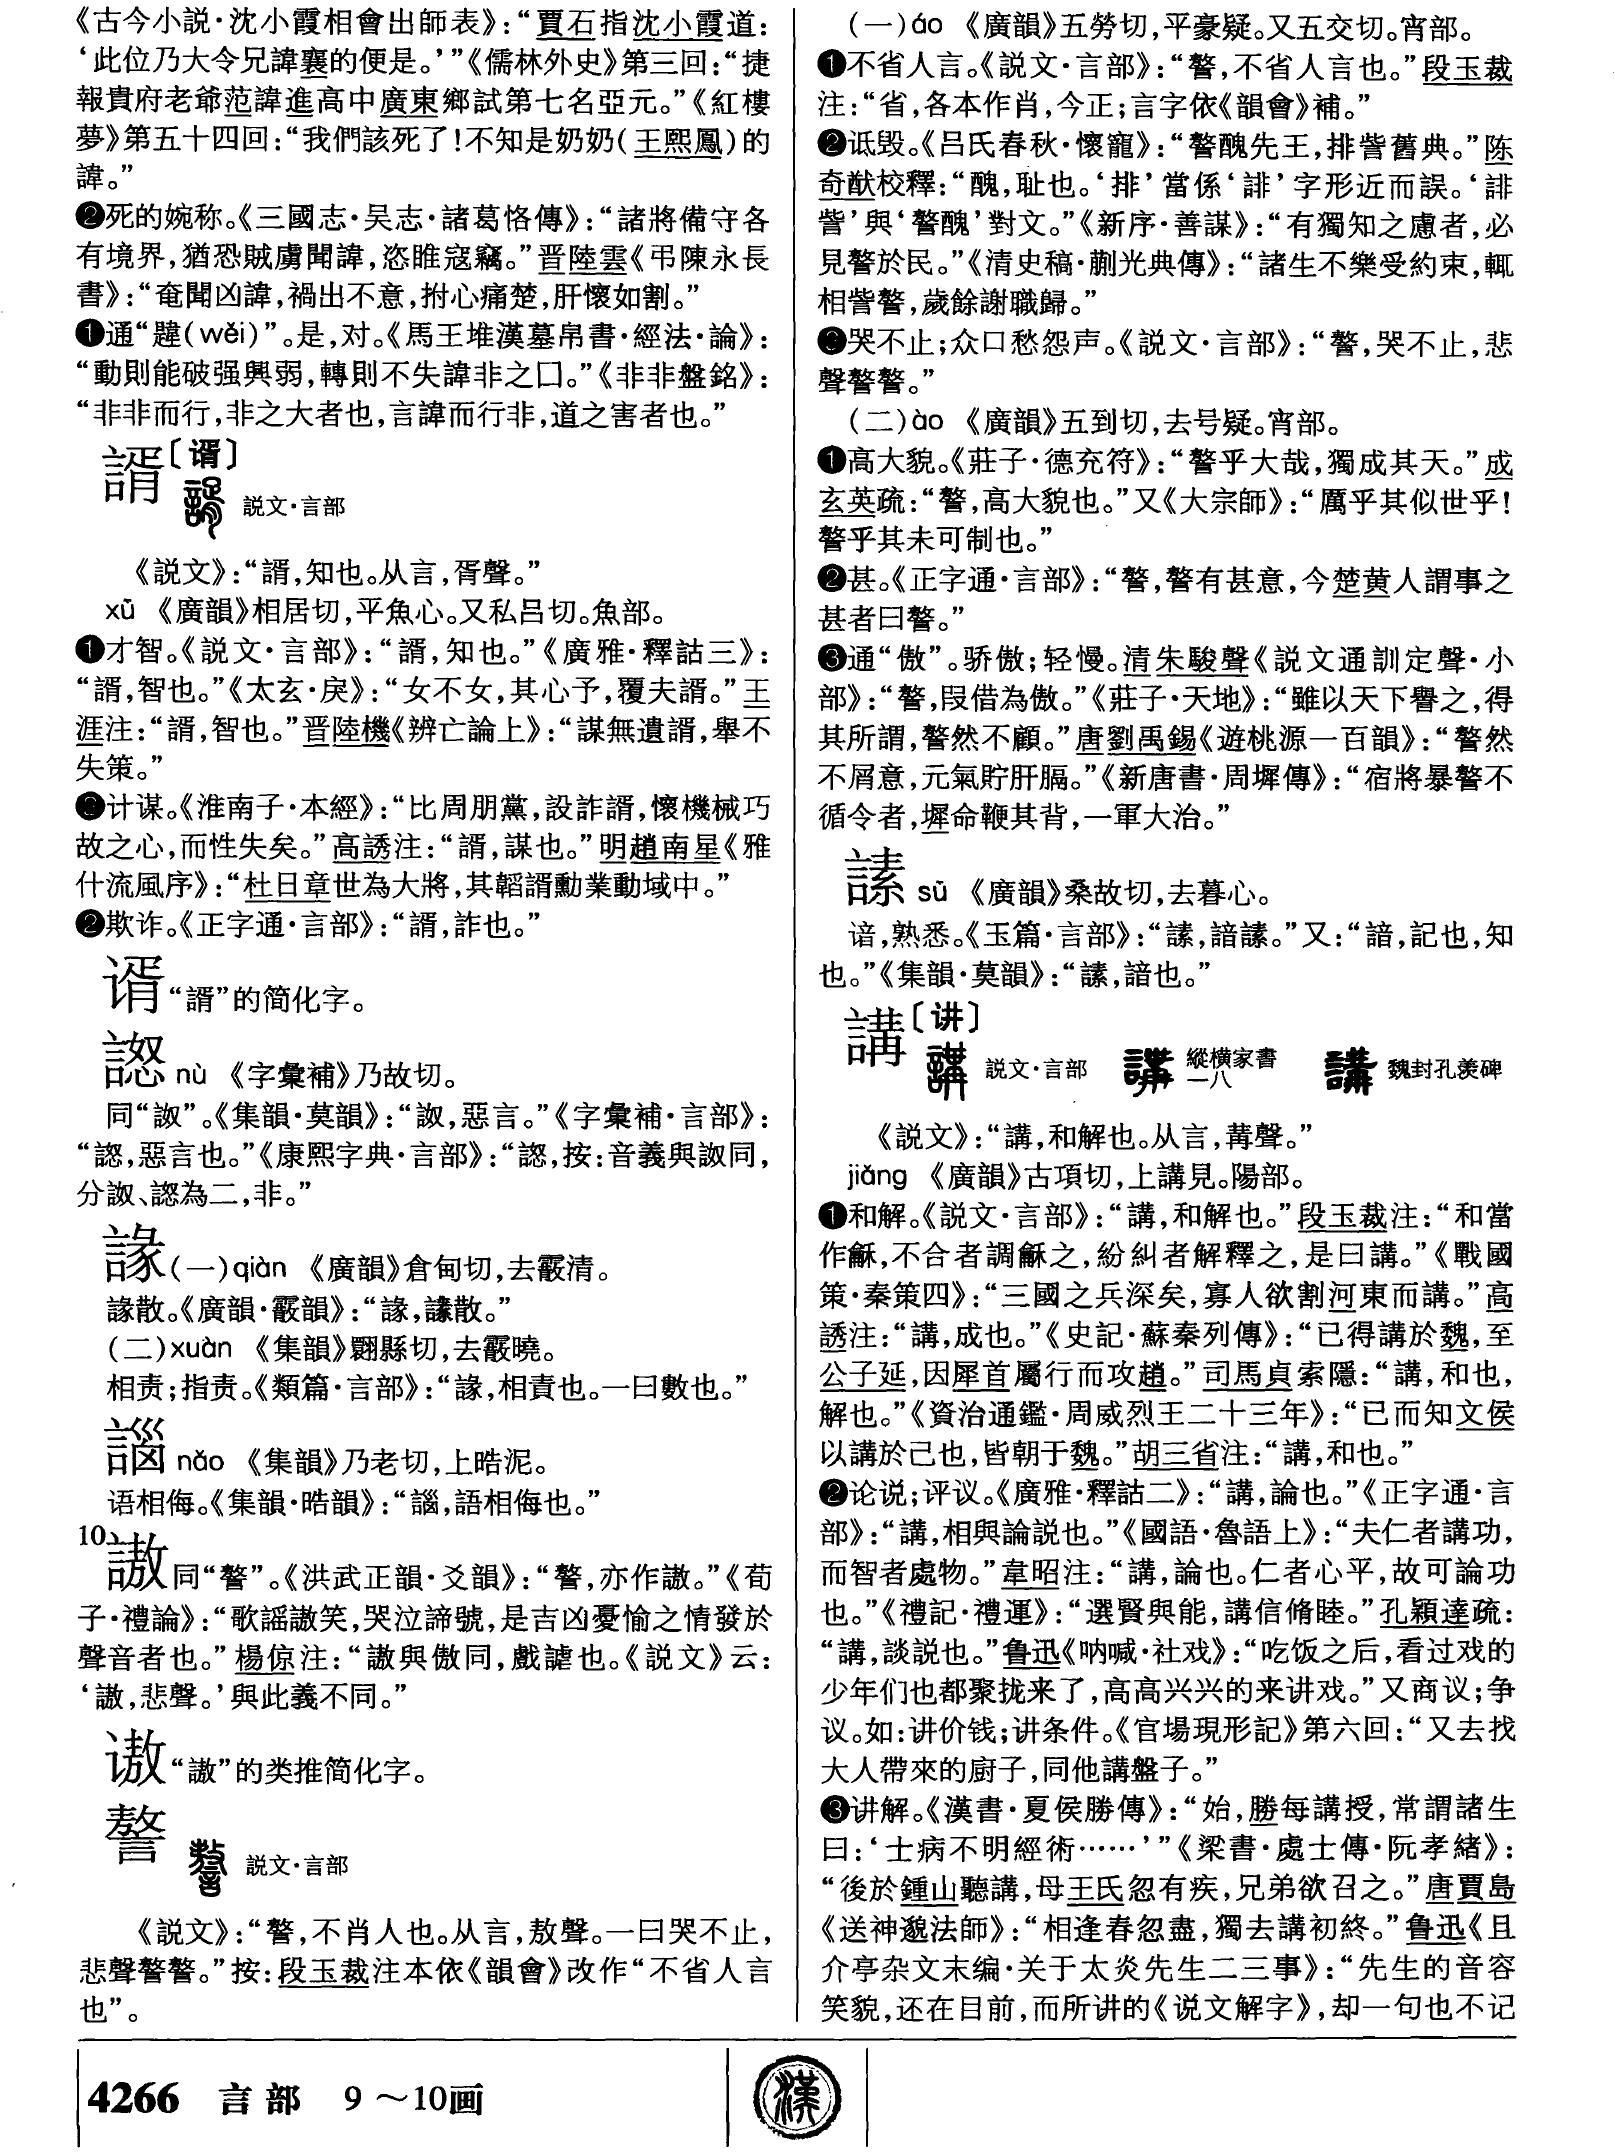 《古今小説·沈小霞相會出師表》：“賈石指沈小霞道：
‘此位乃大令兄諱襄的便是。’”《儒林外史》第三回：“捷
報貴府老爺范諱進高中廣東鄉試第七名亞元。”《紅樓
夢》第五十四回：“我們該死了！不知是奶奶（王熙鳳）的
諱。”
❷死的婉称。《三國志·吴志·諸葛恪傳》：“諸將備守各
有境界，猶恐賊虜聞諱，恣睢寇竊。”晋陸雲《弔陳永長
書》：“奄聞凶諱，禍出不意，拊心痛楚，肝懷如割。”
❶通“韙（wěi）”。是，对。《馬王堆漢墓帛書·經法·論》：
“動則能破强興弱，轉則不失諱非之囗。”《非非盤銘》：
“非非而行，非之大者也，言諱而行非，道之害者也。”
諝〔谞〕
説文·言部
《説文》：“諝，知也。从言，胥聲。”
xǔ 《廣韻》相居切，平魚心。又私吕切。魚部。
❶才智。《説文·言部》：“諝，知也。”《廣雅·釋詁三》：
“諝，智也。”《太玄·戾》：“女不女，其心予，覆夫諝。”王
涯注：“諝，智也。”晋陸機《辨亡論上》：“謀無遺諝，舉不
失策。”
❸计谋。《淮南子·本經》：“比周朋黨，設詐諝，懷機械巧
故之心，而性失矣。”高誘注：“諝，謀也。”明趙南星《雅
什流風序》：“杜日章世為大將，其韜諝勳業動域中。”
❷欺诈。《正字通·言部》：“諝，詐也。”
谞“諝”的简化字。
䛏 nù 《字彙補》乃故切。
同“詉”。《集韻·莫韻》：“詉，惡言。”《字彙補·言部》：
“䛏，惡言也。”《康熙字典·言部》：“䛏，按：音義與詉同，
分詉、䛏為二，非。”
諑（一）qiàn 《廣韻》倉甸切，去霰清。
諑散。《廣韻·霰韻》：“諑，諑散。”
（二）xuàn 《集韻》翾縣切，去霰曉。
相责；指责。《類篇·言部》：“諑，相責也。一曰數也。”
𧩣 nǎo 《集韻》乃老切，上晧泥。
语相侮。《集韻·晧韻》：“𧩣，語相侮也。”
10謸同“謷”。《洪武正韻·爻韻》：“謷，亦作謸。”《荀
子·禮論》：“歌謡謸笑，哭泣諦號，是吉凶憂愉之情發於
聲音者也。”楊倞注：“謸與傲同，戲謔也。《説文》云：
‘謸，悲聲。’與此義不同。”
“謸”的类推简化字。
謷
説文·言部
《説文》：“謷，不肖人也。从言，敖聲。一曰哭不止，
悲聲謷謷。”按：段玉裁注本依《韻會》改作“不省人言
也”。
（一）áo 《廣韻》五勞切，平豪疑。又五交切。宵部。
❶不省人言。《説文·言部》：“謷，不省人言也。”段玉裁
注：“省，各本作肖，今正；言字依《韻會》補。”
❷诋毁。《吕氏春秋·懷寵》：“謷醜先王，排訾舊典。”陈
奇猷校釋：“醜，耻也。‘排’當係‘誹’字形近而誤。‘誹
訾’與‘謷醜’對文。”《新序·善謀》：“有獨知之慮者，必
見謷於民。”《清史稿·蒯光典傳》：“諸生不樂受約束，輒
相訾謷，歲餘謝職歸。”
❸哭不止；众口愁怨声。《説文·言部》：“謷，哭不止，悲
聲謷謷。”
（二）ào 《廣韻》五到切，去号疑。宵部。
❶高大貌。《莊子·德充符》：“謷乎大哉，獨成其天。”成
玄英疏：“謷，高大貌也。”又《大宗師》：“厲乎其似世乎！
謷乎其未可制也。”
❷甚。《正字通·言部》：“謷，謷有甚意，今楚黄人謂事之
甚者曰謷。”
❸通“傲”。骄傲；轻慢。清朱駿聲《説文通訓定聲·小
部》：“謷，叚借為傲。”《莊子·天地》：“雖以天下譽之，得
其所謂，謷然不顧。”唐劉禹錫《遊桃源一百韻》：“謷然
不屑意，元氣貯肝膈。”《新唐書·周墀傳》：“宿將暴謷不
循令者，墀命鞭其背，一軍大治。”
䛾 sù 《廣韻》桑故切，去暮心。
谙，熟悉。《玉篇·言部》：“䛾，諳䛾。”又：“諳，記也，知
也。”《集韻·莫韻》：“䛾，諳也。”
講〔讲〕
説文·言部 縱横家書一八 魏封孔羡碑
《説文》：“講，和解也。从言，冓聲。”
jiǎng 《廣韻》古項切，上講見。陽部。
❶和解。《説文·言部》：“講，和解也。”段玉裁注：“和當
作龢，不合者調龢之，紛糾者解釋之，是曰講。”《戰國
策·秦策四》：“三國之兵深矣，寡人欲割河東而講。”高
誘注：“講，成也。”《史記·蘇秦列傳》：“已得講於魏，至
公子延，因犀首屬行而攻趙。”司馬貞索隱：“講，和也，
解也。”《資治通鑑·周威烈王二十三年》：“已而知文侯
以講於己也，皆朝于魏。”胡三省注：“講，和也。”
❷论说；评议。《廣雅·釋詁二》：“講，論也。”《正字通·言
部》：“講，相與論説也。”《國語·魯語上》：“夫仁者講功，
而智者處物。”韋昭注：“講，論也。仁者心平，故可論功
也。”《禮記·禮運》：“選賢與能，講信脩睦。”孔穎達疏：
“講，談説也。”鲁迅《呐喊·社戏》：“吃饭之后，看过戏的
少年们也都聚拢来了，高高兴兴的来讲戏。”又商议；争
议。如：讲价钱；讲条件。《官場現形記》第六回：“又去找
大人帶來的廚子，同他講盤子。”
❸讲解。《漢書·夏侯勝傳》：“始，勝每講授，常謂諸生
曰：‘士病不明經術……’”《梁書·處士傳·阮孝緒》：
“後於鍾山聽講，母王氏忽有疾，兄弟欲召之。”唐賈島
《送神邈法師》：“相逢春忽盡，獨去講初終。”鲁迅《且
介亭杂文末编·关于太炎先生二三事》：“先生的音容
笑貌，还在目前，而所讲的《说文解字》，却一句也不记
4266 言部 9～10画
漢